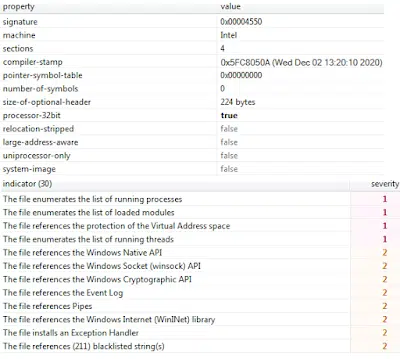 property value
signature 0x00004550
machine Intel
sections 4
compiler-stamp 0x5FC8050A (Wed Dec 02 13:20:10 2020)
pointer-symbol-table 0x00000000
number-of-symbols 0
size-of-optional-header 224 bytes
processor-32bit true
relocation-stripped false
large-address-aware false
uniprocessor-only false
system-image false
indicator (30) severity
The file enumerates the list of running processes 1
The file enumerates the list of loaded modules 1
The file references the protection of the Virtual Address space 1
The file enumerates the list of running threads 1
The file references the Windows Native API 2
The file references the Windows Socket (winsock) API 2
The file references the Windows Cryptographic API 2
The file references the Event Log 2
The file references Pipes 2
The file references the Windows Internet (WinINet) library 2
The file installs an Exception Handler 2
The file references (211) blacklisted string(s) 2